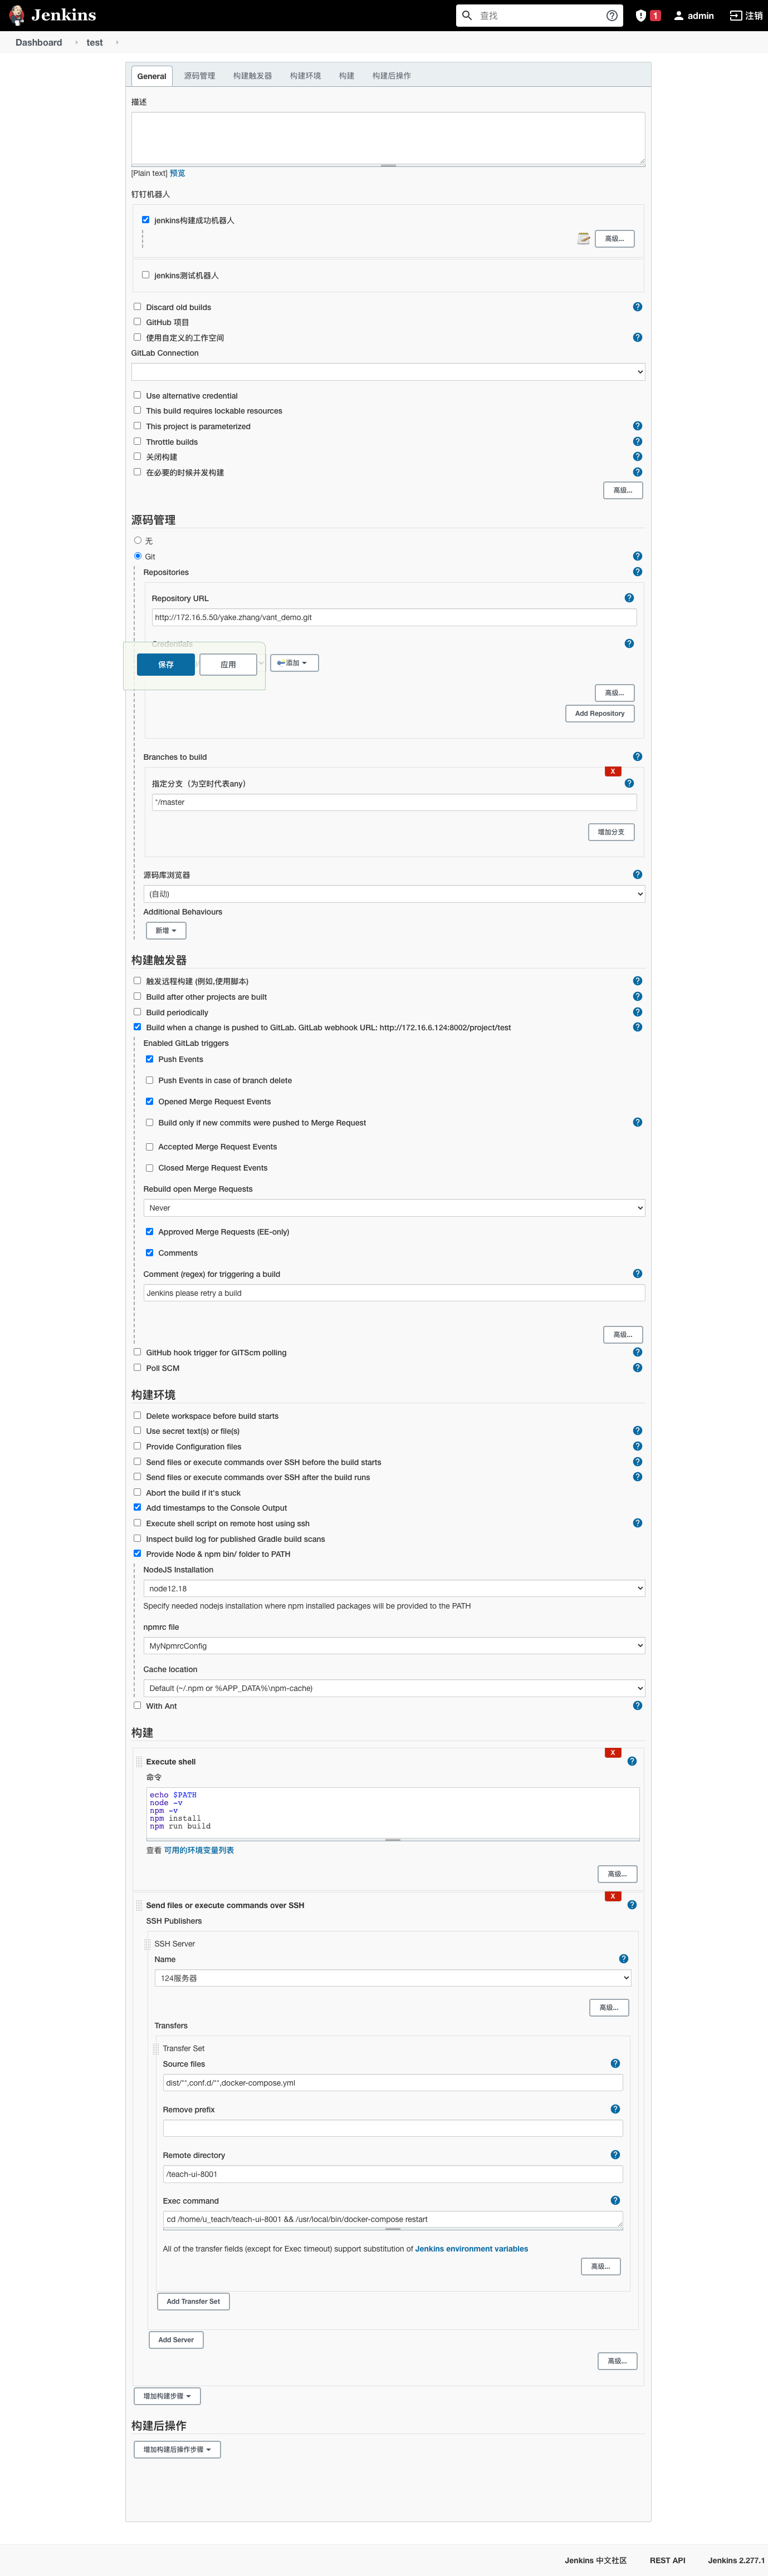 Jenkins
查找
1
admin
注销
Dashboard
test
General
源码管理
构建触发器
构建环境
构建
构建后操作
描述
[Plain text] 预览
钉钉机器人
jenkins构建成功机器人
高级...
jenkins测试机器人
Discard old builds
GitHub 项目
使用自定义的工作空间
GitLab Connection
Use alternative credential
This build requires lockable resources
This project is parameterized
Throttle builds
关闭构建
在必要的时候并发构建
高级...
源码管理
无
Git
Repositories
Repository URL
http://172.16.5.50/yake.zhang/vant_demo.git
Credentials
保存
应用
添加
高级...
Add Repository
Branches to build
X
指定分支（为空时代表any）
*/master
增加分支
源码库浏览器
(自动)
Additional Behaviours
新增
构建触发器
触发远程构建 (例如,使用脚本)
Build after other projects are built
Build periodically
Build when a change is pushed to GitLab. GitLab webhook URL: http://172.16.6.124:8002/project/test
Enabled GitLab triggers
Push Events
Push Events in case of branch delete
Opened Merge Request Events
Build only if new commits were pushed to Merge Request
Accepted Merge Request Events
Closed Merge Request Events
Rebuild open Merge Requests
Never
Approved Merge Requests (EE-only)
Comments
Comment (regex) for triggering a build
Jenkins please retry a build
高级...
GitHub hook trigger for GITScm polling
Poll SCM
构建环境
Delete workspace before build starts
Use secret text(s) or file(s)
Provide Configuration files
Send files or execute commands over SSH before the build starts
Send files or execute commands over SSH after the build runs
Abort the build if it's stuck
Add timestamps to the Console Output
Execute shell script on remote host using ssh
Inspect build log for published Gradle build scans
Provide Node & npm bin/ folder to PATH
NodeJS Installation
node12.18
Specify needed nodejs installation where npm installed packages will be provided to the PATH
npmrc file
MyNpmrcConfig
Cache location
Default (~/.npm or %APP_DATA%\npm-cache)
With Ant
构建
X
Execute shell
命令
echo $PATH
node -v
npm -v
npm install
npm run build
查看 可用的环境变量列表
高级...
X
Send files or execute commands over SSH
SSH Publishers
SSH Server
Name
124服务器
高级...
Transfers
Transfer Set
Source files
dist/**,conf.d/**,docker-compose.yml
Remove prefix
Remote directory
/teach-ui-8001
Exec command
cd /home/u_teach/teach-ui-8001 && /usr/local/bin/docker-compose restart
All of the transfer fields (except for Exec timeout) support substitution of Jenkins environment variables
高级...
Add Transfer Set
Add Server
高级...
增加构建步骤
构建后操作
增加构建后操作步骤
Jenkins 中文社区
REST API
Jenkins 2.277.1